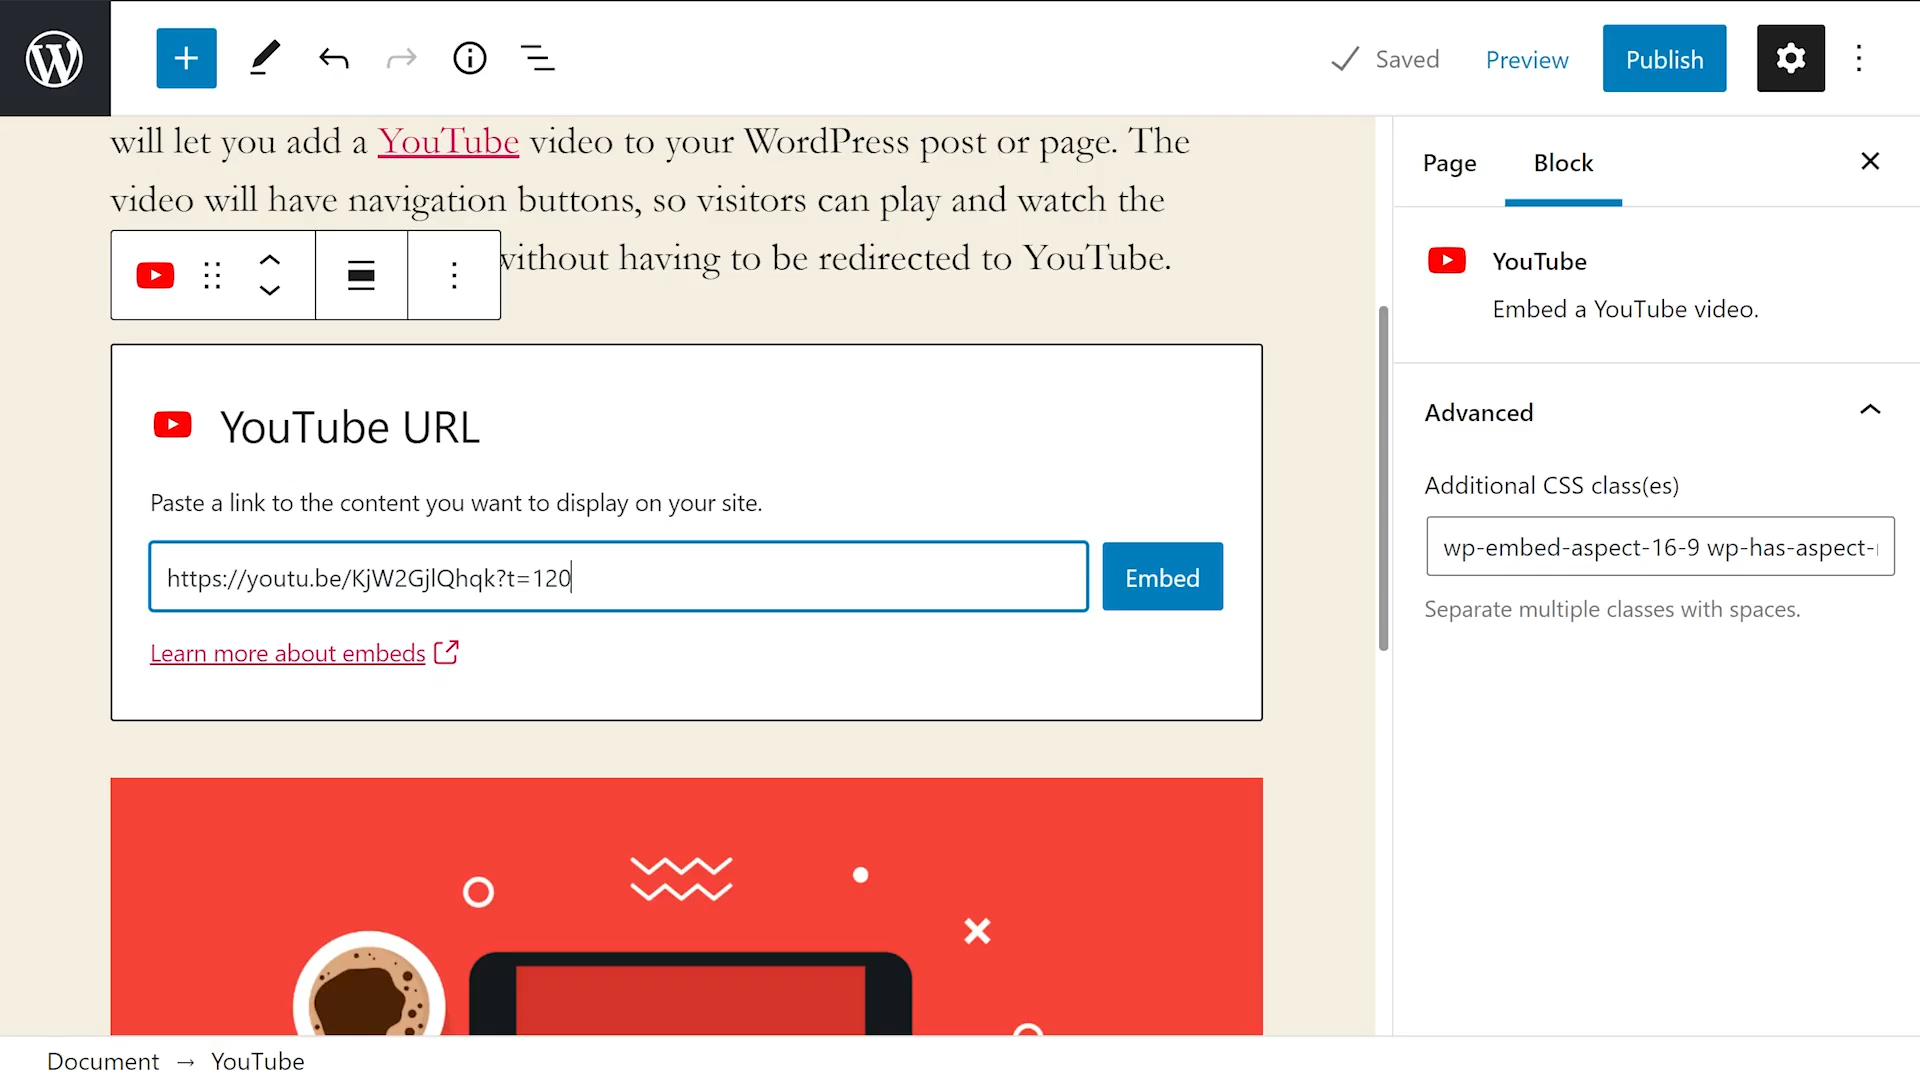 Saved
Preview
Publish
will let you add a YouTube video to your WordPress post or page. The
video will have navigation buttons, so visitors can play and watch the
without having to be redirected to YouTube.
YouTube URL
Paste a link to the content you want to display on your site.
https://youtu.be/KjW2GjlQhqk?t=120
Embed
Learn more about embeds
Page
Block
YouTube
Embed a YouTube video.
Advanced
Additional CSS class(es)
wp-embed-aspect-16-9 wp-has-aspect-
Separate multiple classes with spaces.
Document → YouTube